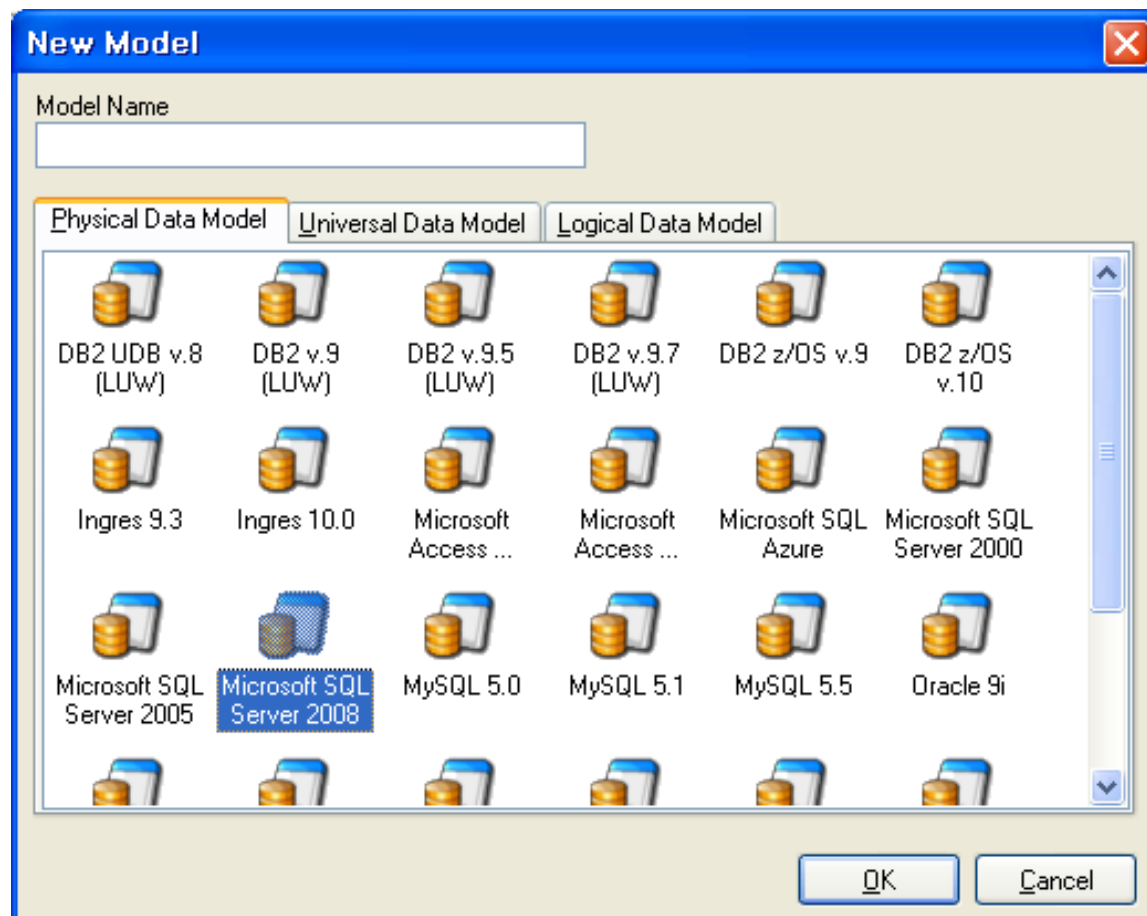 New Model
Model Name
Physical Data Model Universal Data Model Logical Data Model
DB2 UDB v.8 DB2 v.9 DB2 v.9.5 DB2 v.9.7 DB2 z/OS v.9 DB2 z/OS
(LUW) (LUW) (LUW) (LUW) v.10
Ingres 9.3 Ingres 10.0 Microsoft Microsoft Microsoft SQL Microsoft SQL
Access ... Access ... Azure Server 2000
Microsoft SQL Microsoft SQL MySQL 5.0 MySQL 5.1 MySQL 5.5 Oracle 9i
Server 2005 Server 2008
OK Cancel